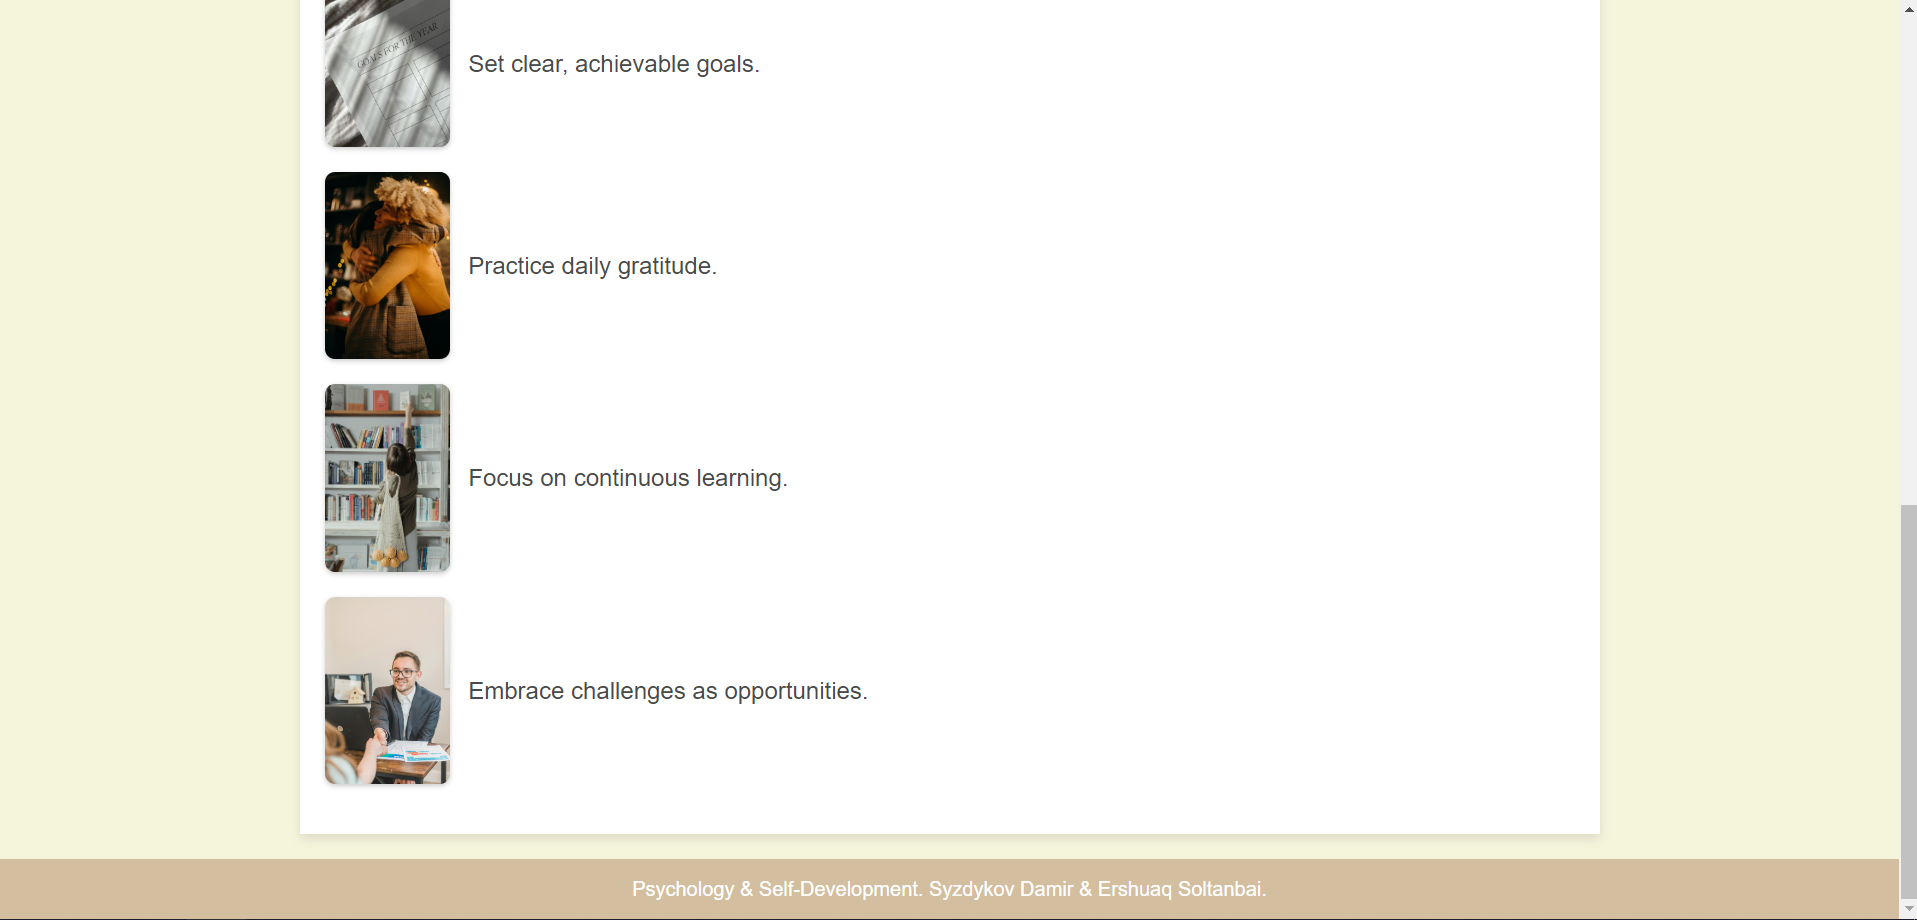 GOALS FOR THE YEAR
Set clear, achievable goals.
Practice daily gratitude.
Focus on continuous learning.
Embrace challenges as opportunities.
Psychology & Self-Development. Syzdykov Damir & Ershuaq Soltanbai.